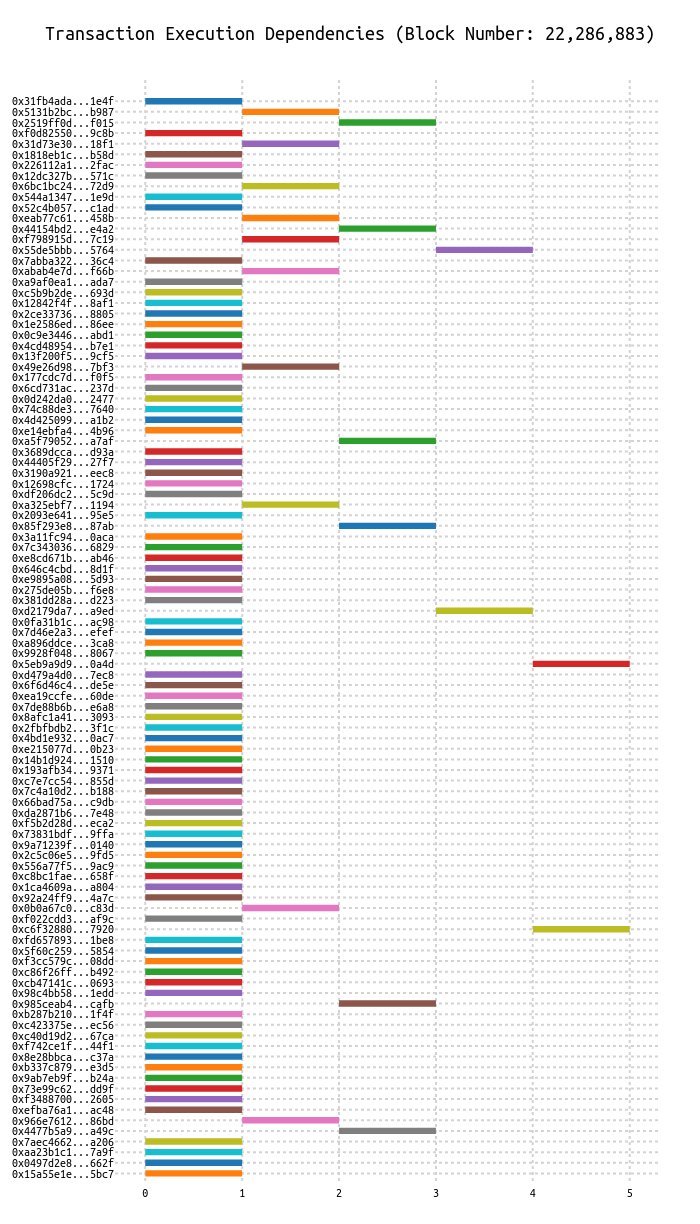 Transaction Execution Dependencies (Block Number: 22,286,883)
0x31fb4ada...1e4f
0x5131b2bc...b987
0x2519ff0d...f015
0xf0d82550...9c8b
0x31d73e30...18f1
0x1818eb1c...b58d
0x226112a1...2fac
0x12dc327b...571c
0x6bc1bc24...72d9
0x544a1347...1e9d
0x52c4b057...c1ad
0xeab77c61...458b
0x44154bd2...e4a2
0xf798915d...7c19
0x55de5bbb...5764
0x7abba322...36c4
0xabab4e7d...f66b
0xa9af0ea1...ada7
0xc5b9b2de...693d
0x12842f4f...8af1
0x2ce33736...8805
0x1e2586ed...86ee
0x0c9e3446...abd1
0x4cd48954...b7e1
0x13f200f5...9cf5
0x49e26d98...7bf3
0x177cdc7d...f0f5
0x6cd731ac...237d
0x0d242da0...2477
0x74c88de3...7640
0x4d425099...a1b2
0xe14ebfa4...4b96
0xa5f79052...a7af
0x3689dcca...d93a
0x44405f29...27f7
0x3190a921...eec8
0x12698cfc...1724
0xdf206dc2...5c9d
0xa325ebf7...1194
0x2093e641...95e5
0x85f293e8...87ab
0x3a11fc94...0aca
0x7c343036...6829
0xe8cd671b...ab46
0x646c4cbd...8d1f
0xe9895a08...5d93
0x275de05b...f6e8
0x381dd28a...d223
0xd2179da7...a9ed
0x0fa31b1c...ac98
0x7d46e2a3...efef
0xa896ddce...3ca8
0x9928f048...8067
0x5eb9a9d9...0a4d
0xd479a4d0...7ec8
0x6f6d46c4...de5e
0xea19ccfe...60de
0x7de88b6b...e6a8
0x8afc1a41...3093
0x2fbfbdb2...3f1c
0x4bd1e932...0ac7
0xe215077d...0b23
0x14b1d924...1510
0x193afb34...9371
0xc7e7cc54...855d
0x7c4a10d2...b188
0x66bad75a...c9db
0xda2871b6...7e48
0xf5b2d28d...eca2
0x73831bdf...9ffa
0x9a71239f...0140
0x2c5c06e5...9fd5
0x556a77f5...9ac9
0xc8bc1fae...658f
0x1ca4609a...a804
0x92a24ff9...4a7c
0x0b0a67c0...c83d
0xf022cdd3...af9c
0xc6f32880...7920
0xfd657893...1be8
0x5f60c259...5854
0xf3cc579c...08dd
0xc86f26ff...b492
0xcb47141c...0693
0x98c4bb58...1edd
0x985ceab4...cafb
0xb287b210...1f4f
0xc423375e...ec56
0xc40d19d2...67ca
0xf742ce1f...44f1
0x8e28bbca...c37a
0xb337c879...e3d5
0x9ab7eb9f...b24a
0x73e99c62...dd9f
0xf3488700...2605
0xefba76a1...ac48
0x966e7612...86bd
0x4477b5a9...a49c
0x7aec4662...a206
0xaa23b1c1...7a9f
0x0497d2e8...662f
0x15a55e1e...5bc7
0 1 2 3 4 5